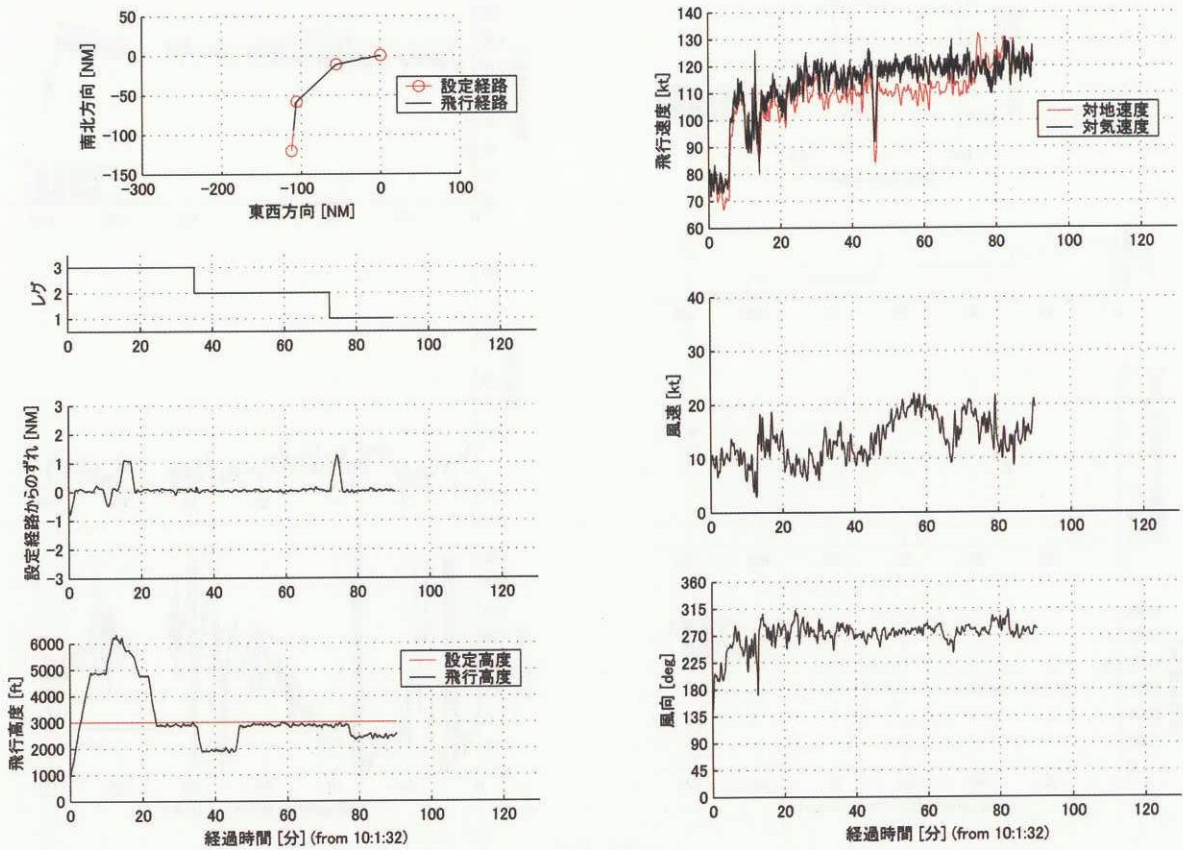 50
0
-50
-100
-150
南北方向 [NM]
設定経路
飛行経路
-300 -200 -100 0 100
東西方向 [NM]
3
2
1
レグ
0 20 40 60 80 100 120
3
2
1
0
-1
-2
-3
設定経路からのずれ [NM]
0 20 40 60 80 100 120
6000
5000
4000
3000
2000
1000
0
飛行高度 [ft]
設定高度
飛行高度
0 20 40 60 80 100 120
経過時間 [分] (from 10:1:32)
140
130
120
110
100
90
80
70
60
飛行速度 [kt]
対地速度
対気速度
0 20 40 60 80 100 120
40
30
20
10
0
風速 [kt]
0 20 40 60 80 100 120
360
315
270
225
180
135
90
45
0
風向 [deg]
0 20 40 60 80 100 120
経過時間 [分] (from 10:1:32)